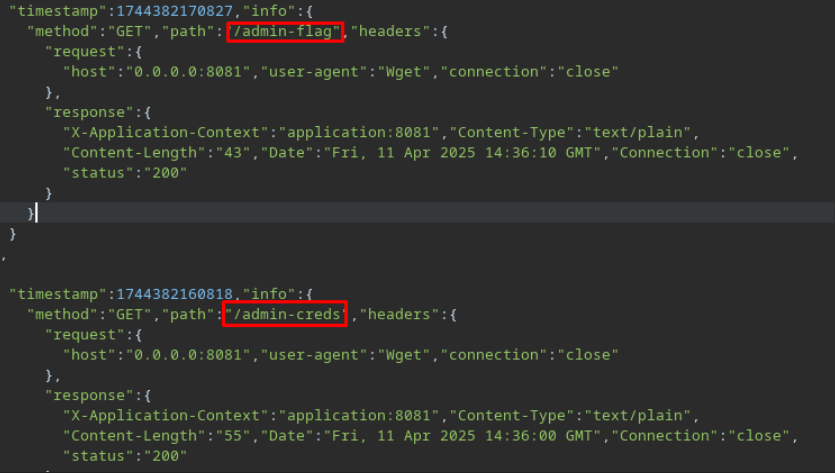 "timestamp":1744382170827,"info":{
"method":"GET","path":"/admin-flag","headers":{
"request":{
"host":"0.0.0.0:8081","user-agent":"Wget","connection":"close"
},
"response":{
"X-Application-Context":"application:8081","Content-Type":"text/plain",
"Content-Length":"43","Date":"Fri, 11 Apr 2025 14:36:10 GMT","Connection":"close",
"status":"200"
}
}
}
,
"timestamp":1744382160818,"info":{
"method":"GET","path":"/admin-creds","headers":{
"request":{
"host":"0.0.0.0:8081","user-agent":"Wget","connection":"close"
},
"response":{
"X-Application-Context":"application:8081","Content-Type":"text/plain",
"Content-Length":"55","Date":"Fri, 11 Apr 2025 14:36:00 GMT","Connection":"close",
"status":"200"